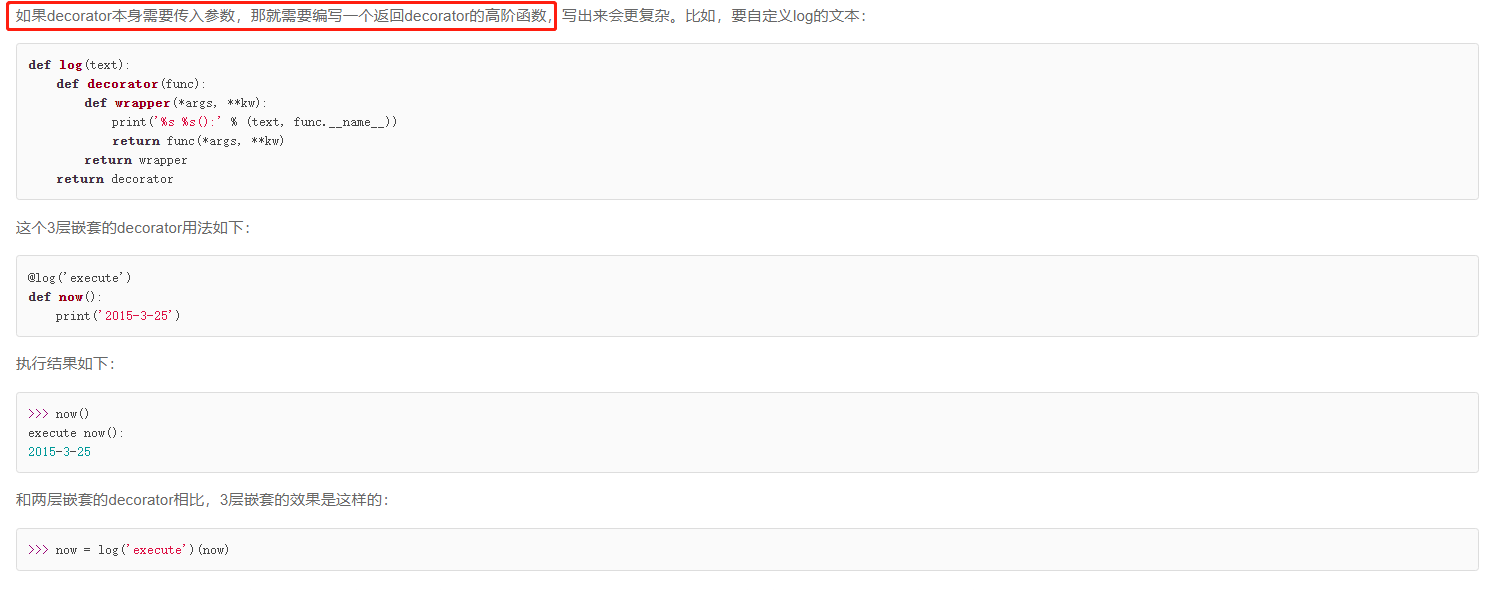 如果decorator本身需要传入参数，那就需要编写一个返回decorator的高阶函数，写出来会更复杂。比如，要自定义log的文本：
def log(text):
    def decorator(func):
        def wrapper(*args, **kw):
            print('%s %s():' % (text, func.__name__))
            return func(*args, **kw)
        return wrapper
    return decorator
这个3层嵌套的decorator用法如下：
@log('execute')
def now():
    print('2015-3-25')
执行结果如下：
>>> now()
execute now():
2015-3-25
和两层嵌套的decorator相比，3层嵌套的效果是这样的：
>>> now = log('execute')(now)